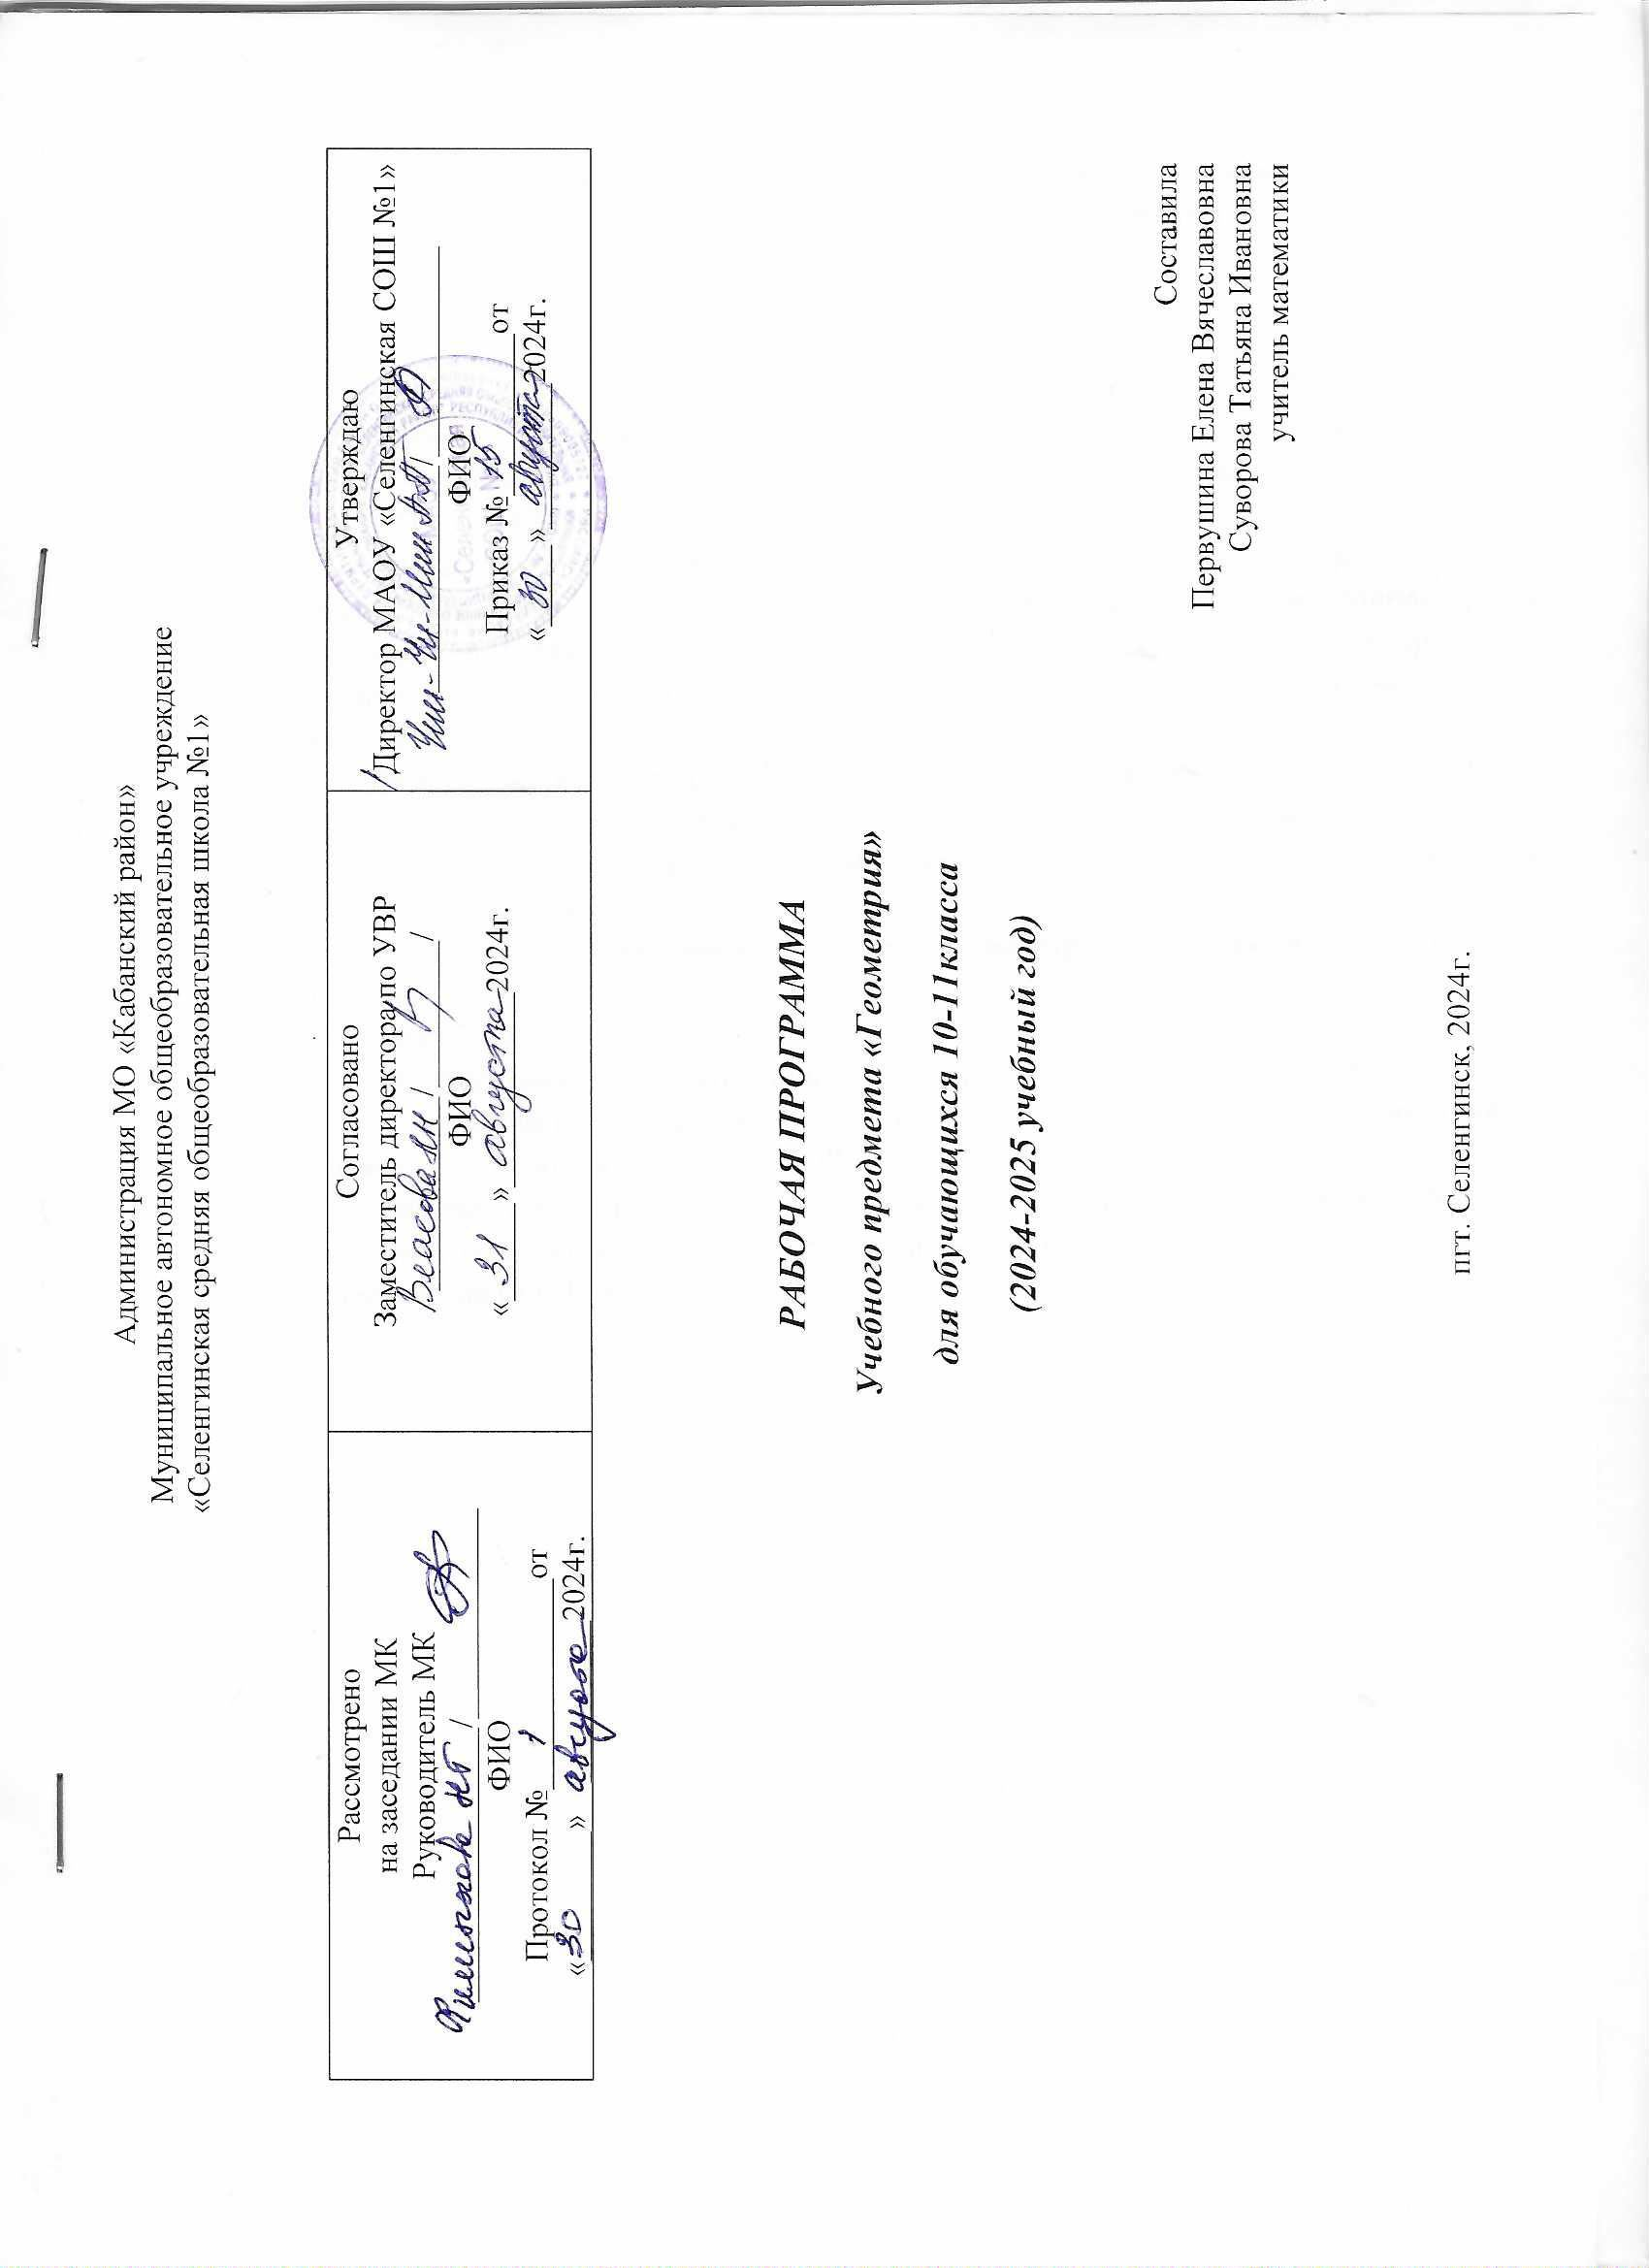 Администрация МО «Кабанский район»
Муниципальное автономное общеобразовательное учреждение
«Селенгинская средняя общеобразовательная школа №1»
Рассмотрено
на заседании МК
Руководитель МК
/
ФИО
Протокол № 1 от
«30 » августа 2024г.
Согласовано
Заместитель директора по УВР
/ /
ФИО
« 31 » августа 2024г.
Утверждаю
Директор МАОУ «Селенгинская СОШ №1»
/
ФИО
Приказ № 15 от
« 30 » августа 2024г.
РАБОЧАЯ ПРОГРАММА
Учебного предмета «Геометрия»
для обучающихся 10-11класса
(2024-2025 учебный год)
Составила
Первушина Елена Вячеславовна
Суворова Татьяна Ивановна
учитель математики
пгт. Селенгинск, 2024г.